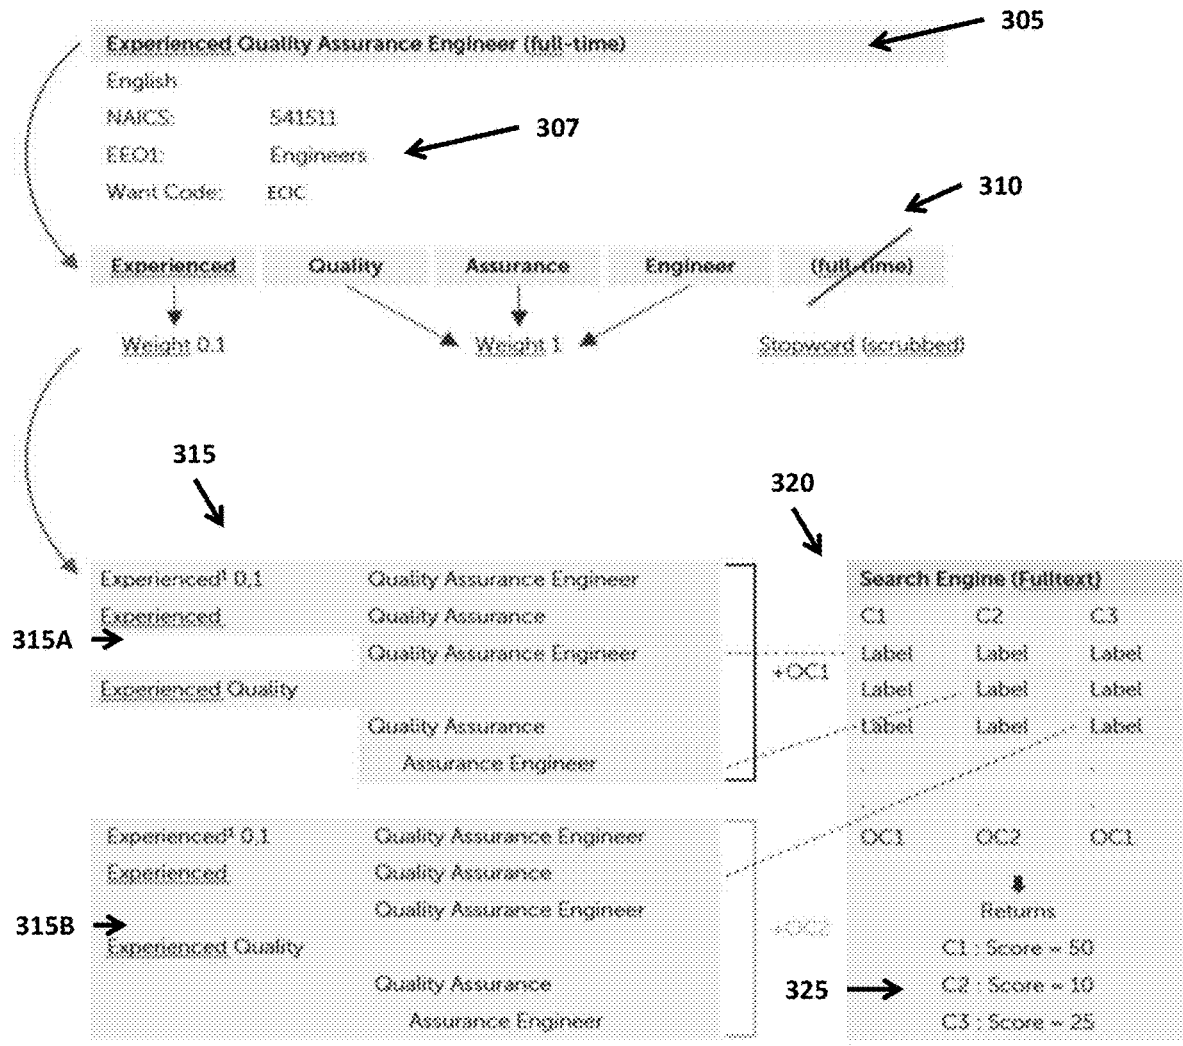 305
Experienced Quality Assurance Engineer (full-time)
English
NAICS: 541511
307
EEO1: Engineers
Want Code: EOC
310
Experienced Quality Assurance Engineer (full-time)
Weight 0.1 Weight 1 Stopword (scrubbed)
315
320
Experienced¹ 0,1 Quality Assurance Engineer
Experienced Quality Assurance
315A
Quality Assurance Engineer
Experienced Quality
Quality Assurance
Assurance Engineer
+OC1
Search Engine (Fulltext)
C1 C2 C3
Label Label Label
Label Label Label
Label Label Label
. . .
. . .
OC1 OC2 OC1
Returns
C1 : Score ~ 50
325
C2 : Score ~ 10
C3 : Score ~ 25
Experienced¹ 0,1 Quality Assurance Engineer
Experienced Quality Assurance
Quality Assurance Engineer
315B
Experienced Quality
Quality Assurance
Assurance Engineer
+OC2